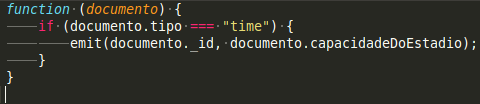 function (documento) {
    if (documento.tipo === "time") {
        emit(documento._id, documento.capacidadeDoEstadio);
    }
}